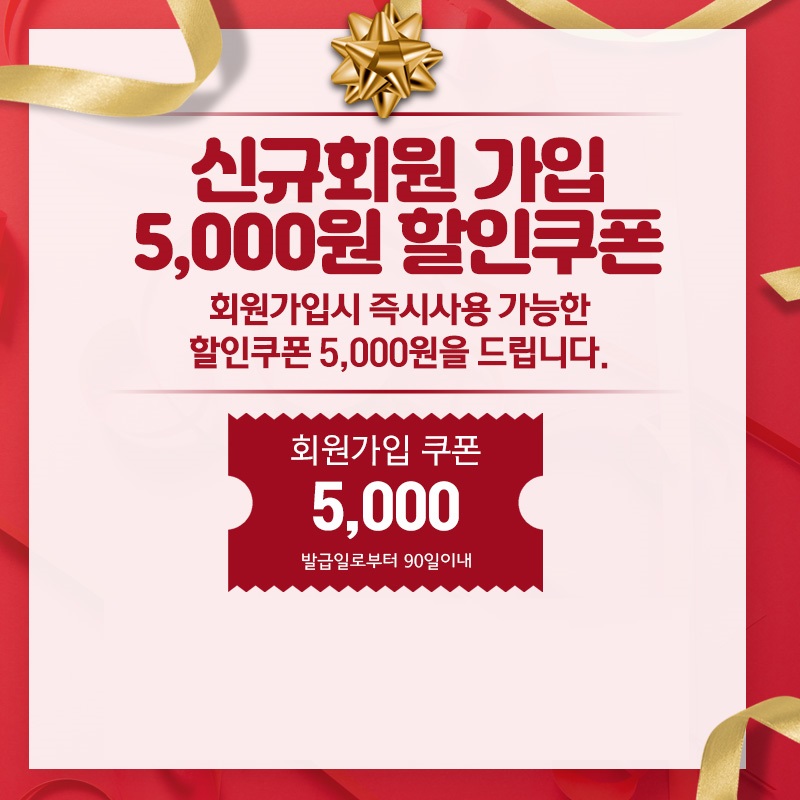 신규회원 가입
5,000원 할인쿠폰
회원가입시 즉시사용 가능한
할인쿠폰 5,000원을 드립니다.
회원가입 쿠폰
5,000
발급일로부터 90일이내